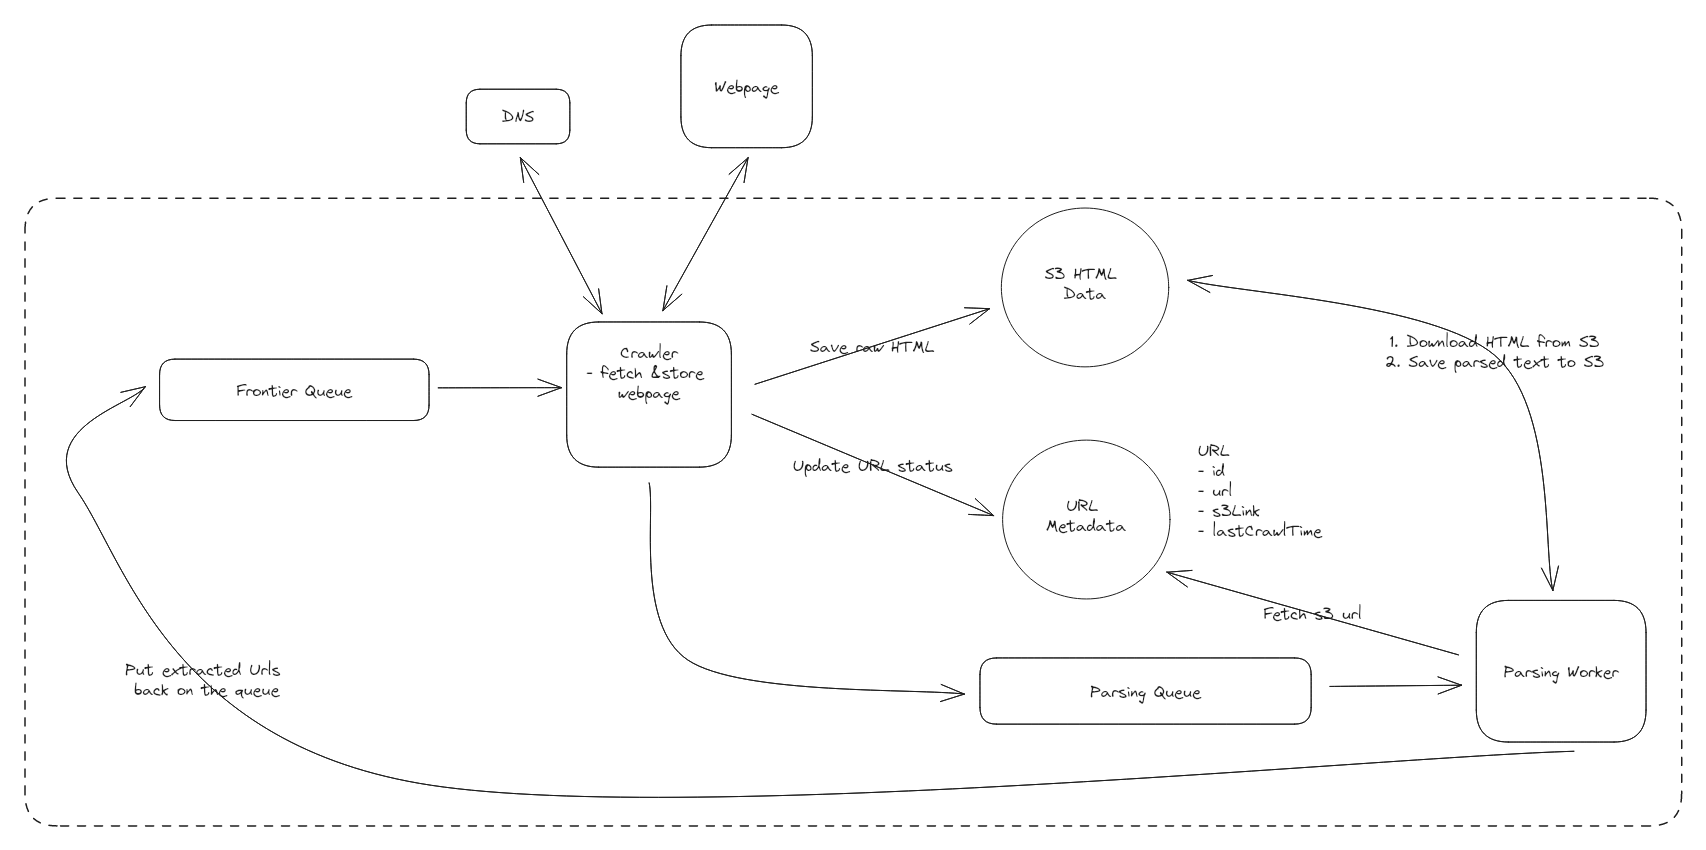 Webpage
DNS
S3 HTML
Data
Save raw HTML
1. Download HTML from S3
2. Save parsed text to S3
Crawler
- fetch &store
webpage
Frontier Queue
Update URL status
URL
- id
- url
- s3Link
- lastCrawlTime
URL
Metadata
Fetch s3 url
Put extracted Urls
back on the queue
Parsing Queue
Parsing Worker